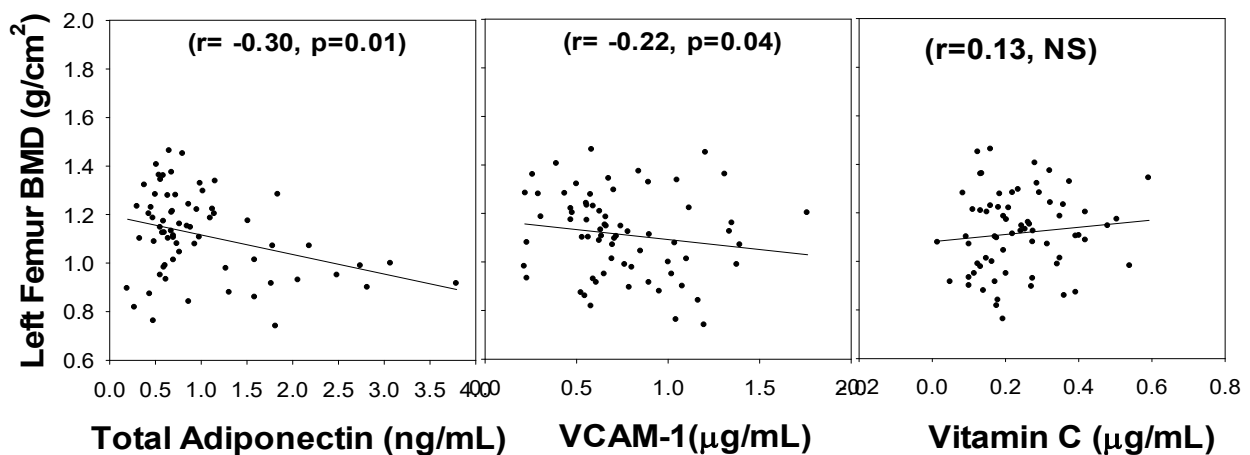 (r= -0.30, p=0.01)
(r= -0.22, p=0.04)
(r=0.13, NS)
Left Femur BMD (g/cm²)
2.0
1.8
1.6
1.4
1.2
1.0
0.8
0.6
0.0 0.5 1.0 1.5 2.0 2.5 3.0 3.5 4.0
0.5 1.0 1.5 2.0
0.2 0.0 0.2 0.4 0.6 0.8
Total Adiponectin (ng/mL)
VCAM-1(μg/mL)
Vitamin C (μg/mL)